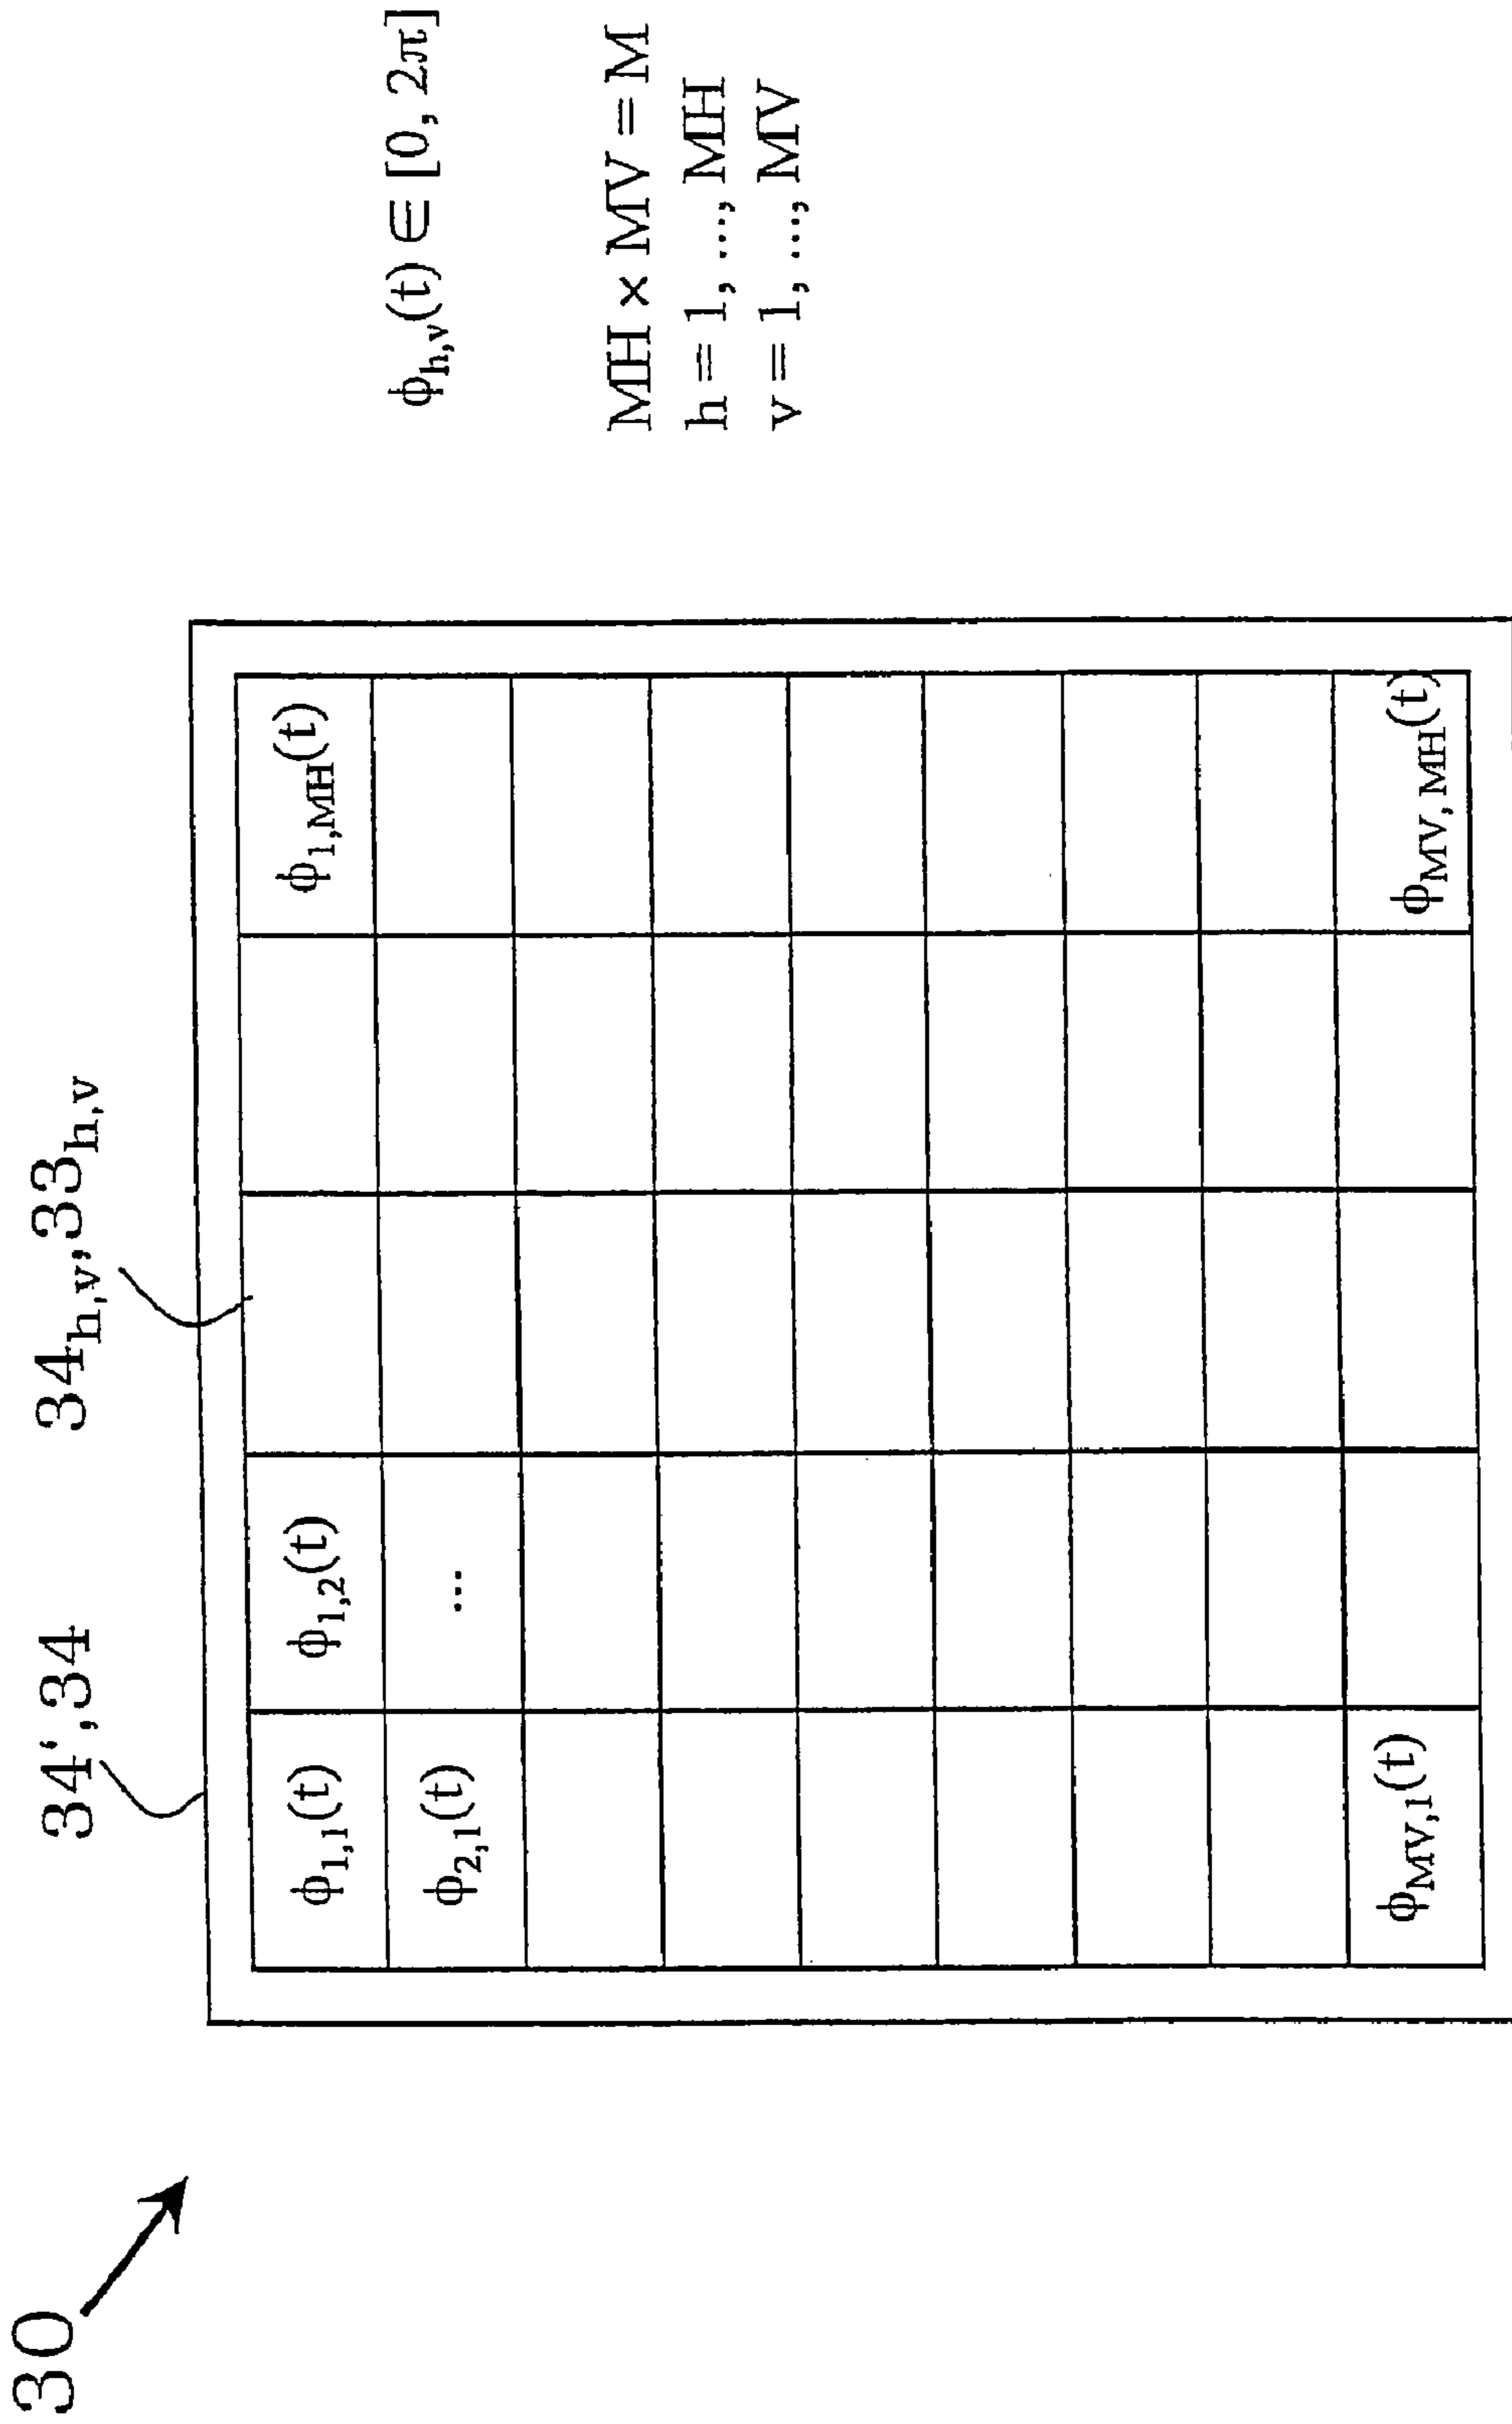 30
34‘,34
34h,v,33h,v
ϕ1,1(t) ϕ1,2(t) ϕ1,MH(t)
ϕ2,1(t) ...
ϕMV,1(t) ϕMV, MH(t)
ϕh,v(t) ∈ [0, 2π]
MH × MV = M
h = 1, ..., MH
v = 1, ..., MV